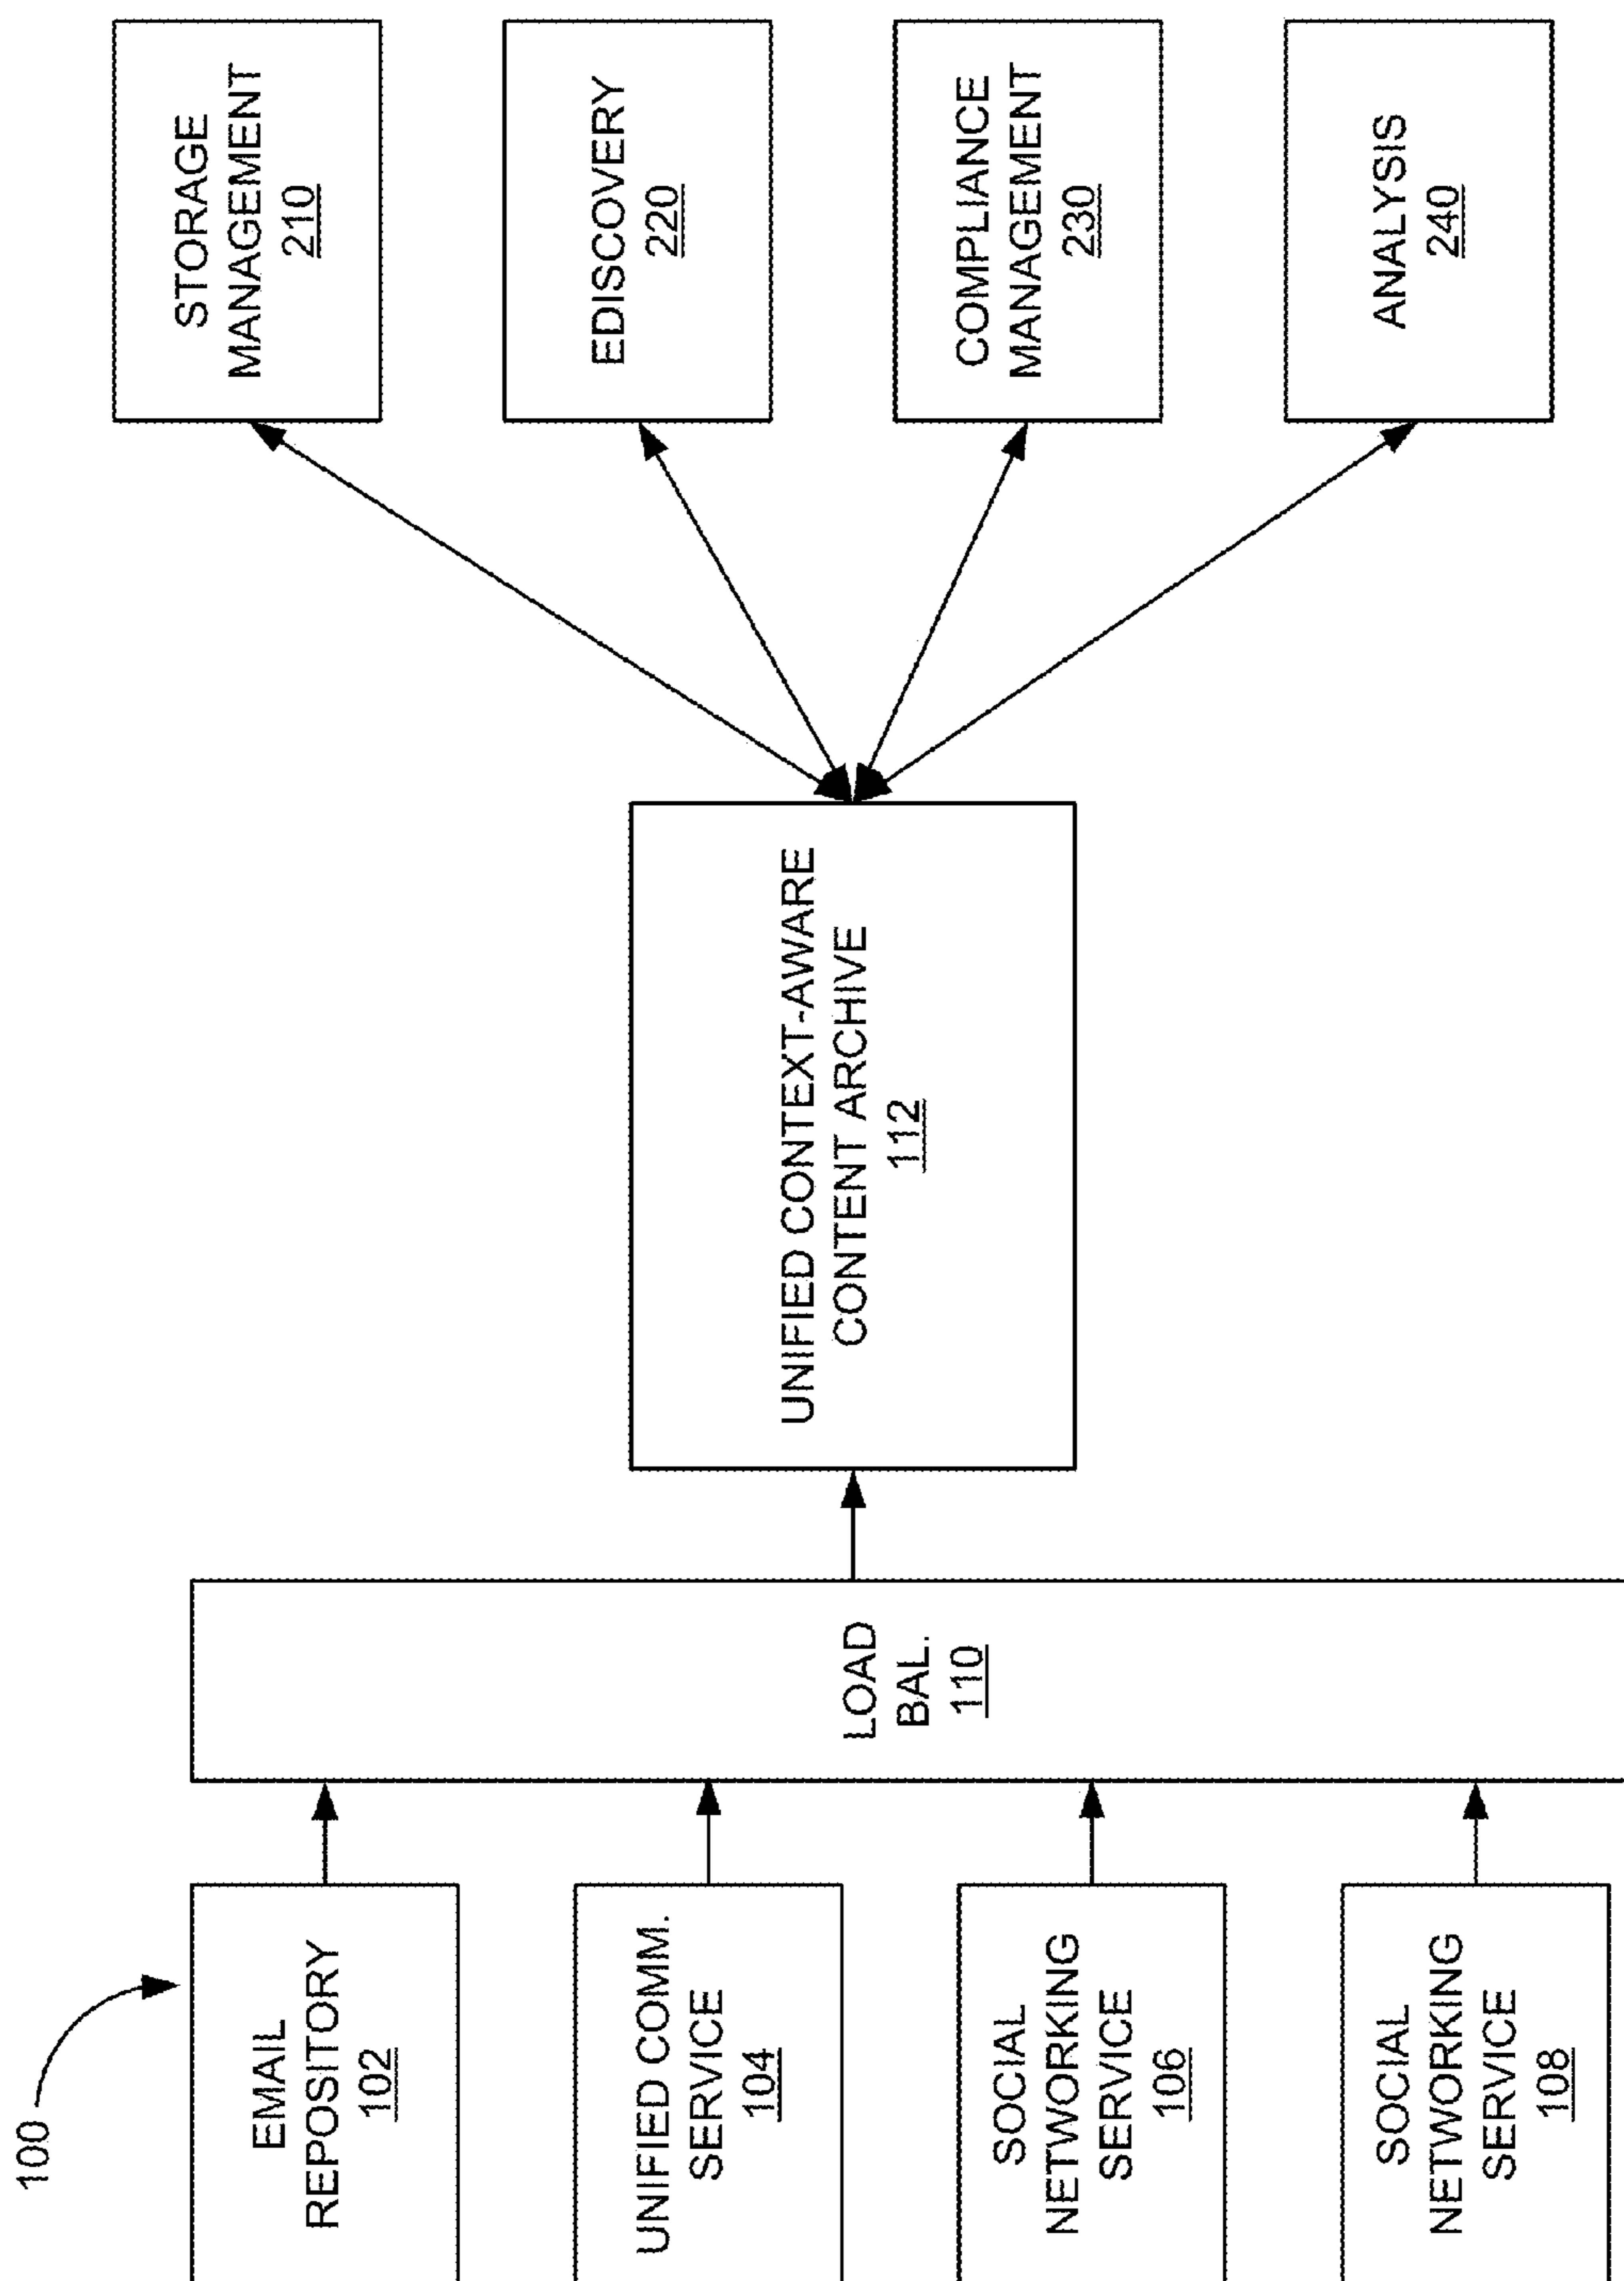 100
EMAIL
REPOSITORY
102
UNIFIED COMM.
SERVICE
104
SOCIAL
NETWORKING
SERVICE
106
SOCIAL
NETWORKING
SERVICE
108
LOAD
BAL.
110
UNIFIED CONTEXT-AWARE
CONTENT ARCHIVE
112
STORAGE
MANAGEMENT
210
EDISCOVERY
220
COMPLIANCE
MANAGEMENT
230
ANALYSIS
240